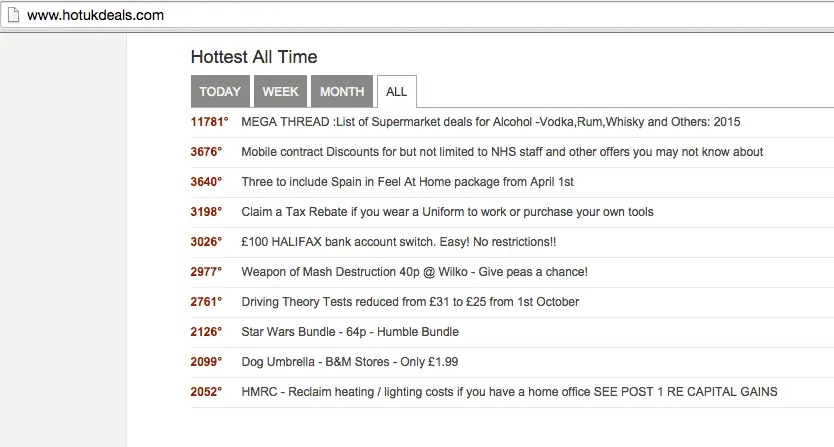 www.hotukdeals.com
Hottest All Time
TODAY WEEK MONTH ALL
11781° MEGA THREAD :List of Supermarket deals for Alcohol -Vodka,Rum,Whisky and Others: 2015
3676° Mobile contract Discounts for but not limited to NHS staff and other offers you may not know about
3640° Three to include Spain in Feel At Home package from April 1st
3198° Claim a Tax Rebate if you wear a Uniform to work or purchase your own tools
3026° £100 HALIFAX bank account switch. Easy! No restrictions!!
2977° Weapon of Mash Destruction 40p @ Wilko - Give peas a chance!
2761° Driving Theory Tests reduced from £31 to £25 from 1st October
2126° Star Wars Bundle - 64p - Humble Bundle
2099° Dog Umbrella - B&M Stores - Only £1.99
2052° HMRC - Reclaim heating / lighting costs if you have a home office SEE POST 1 RE CAPITAL GAINS